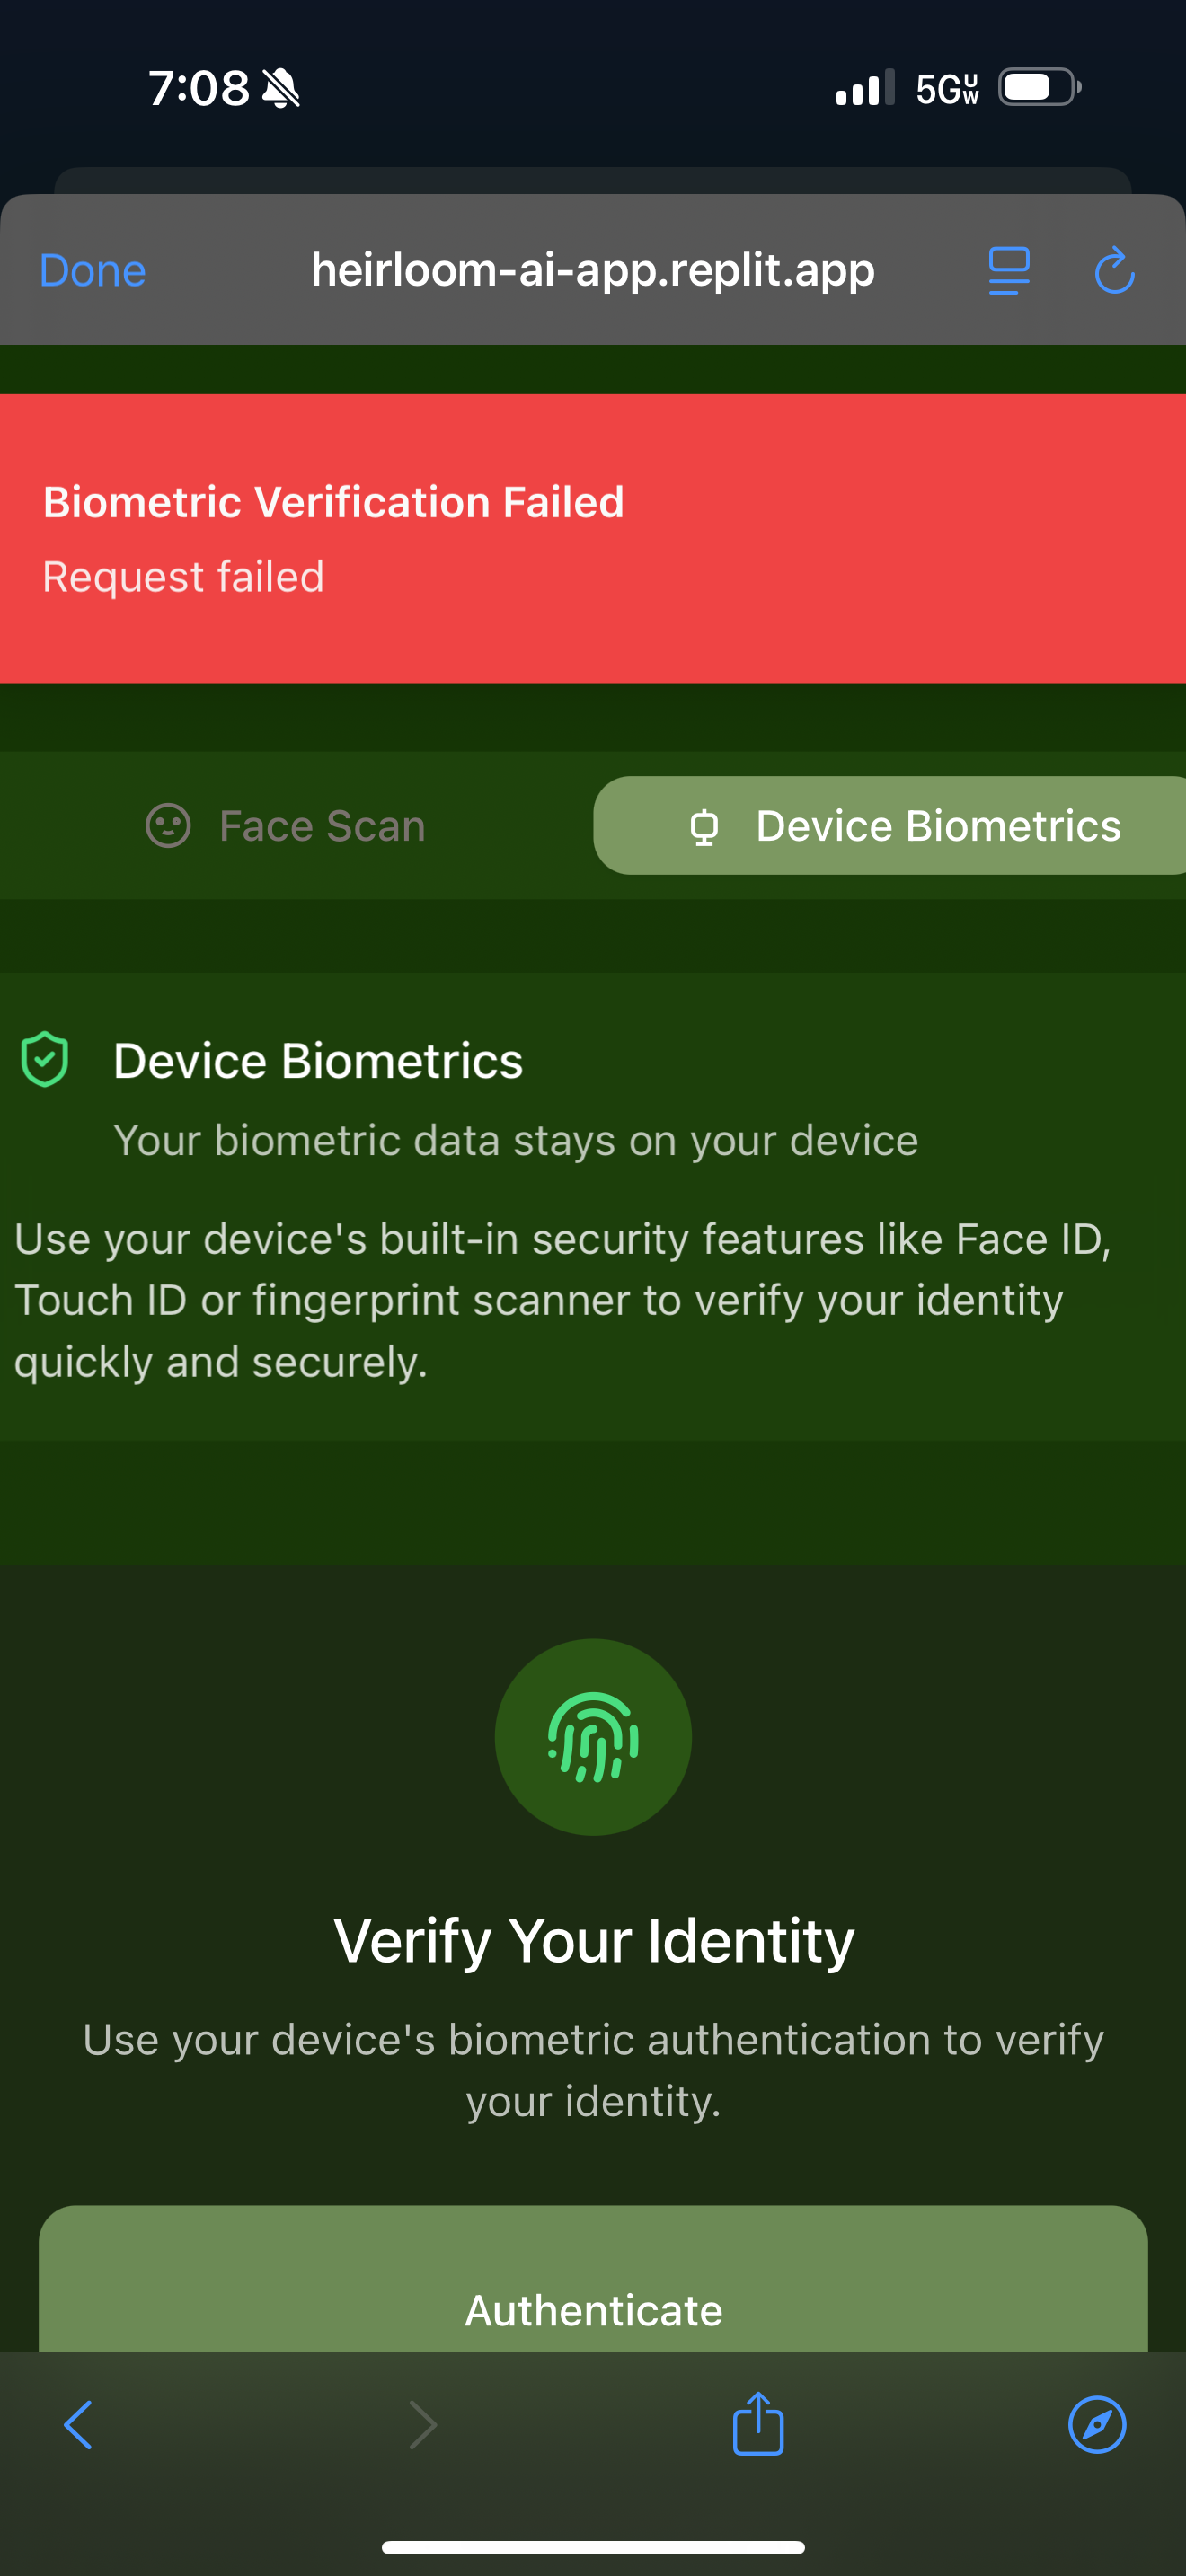 7:08
5G UW
Done
heirloom-ai-app.replit.app
Biometric Verification Failed
Request failed
Face Scan
Device Biometrics
Device Biometrics
Your biometric data stays on your device
Use your device's built-in security features like Face ID,
Touch ID or fingerprint scanner to verify your identity
quickly and securely.
Verify Your Identity
Use your device's biometric authentication to verify
your identity.
Authenticate